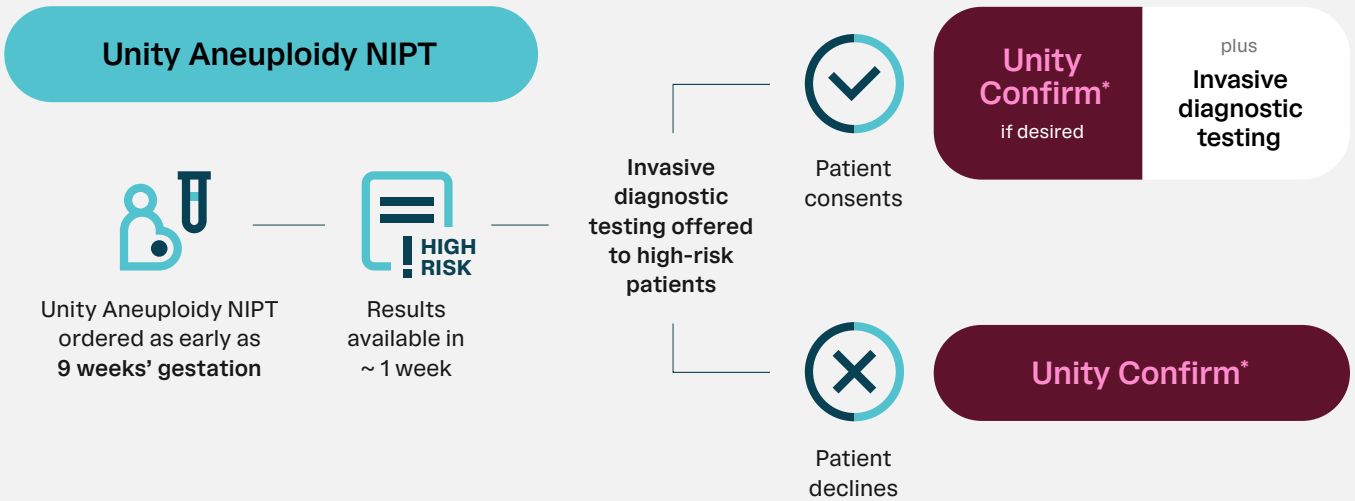 Unity Aneuploidy NIPT
Unity Aneuploidy NIPT
ordered as early as
9 weeks’ gestation
HIGH
RISK
Results
available in
~ 1 week
Invasive
diagnostic
testing offered
to high-risk
patients
Patient
consents
Unity
Confirm*
if desired
plus
Invasive
diagnostic
testing
Patient
declines
Unity Confirm*